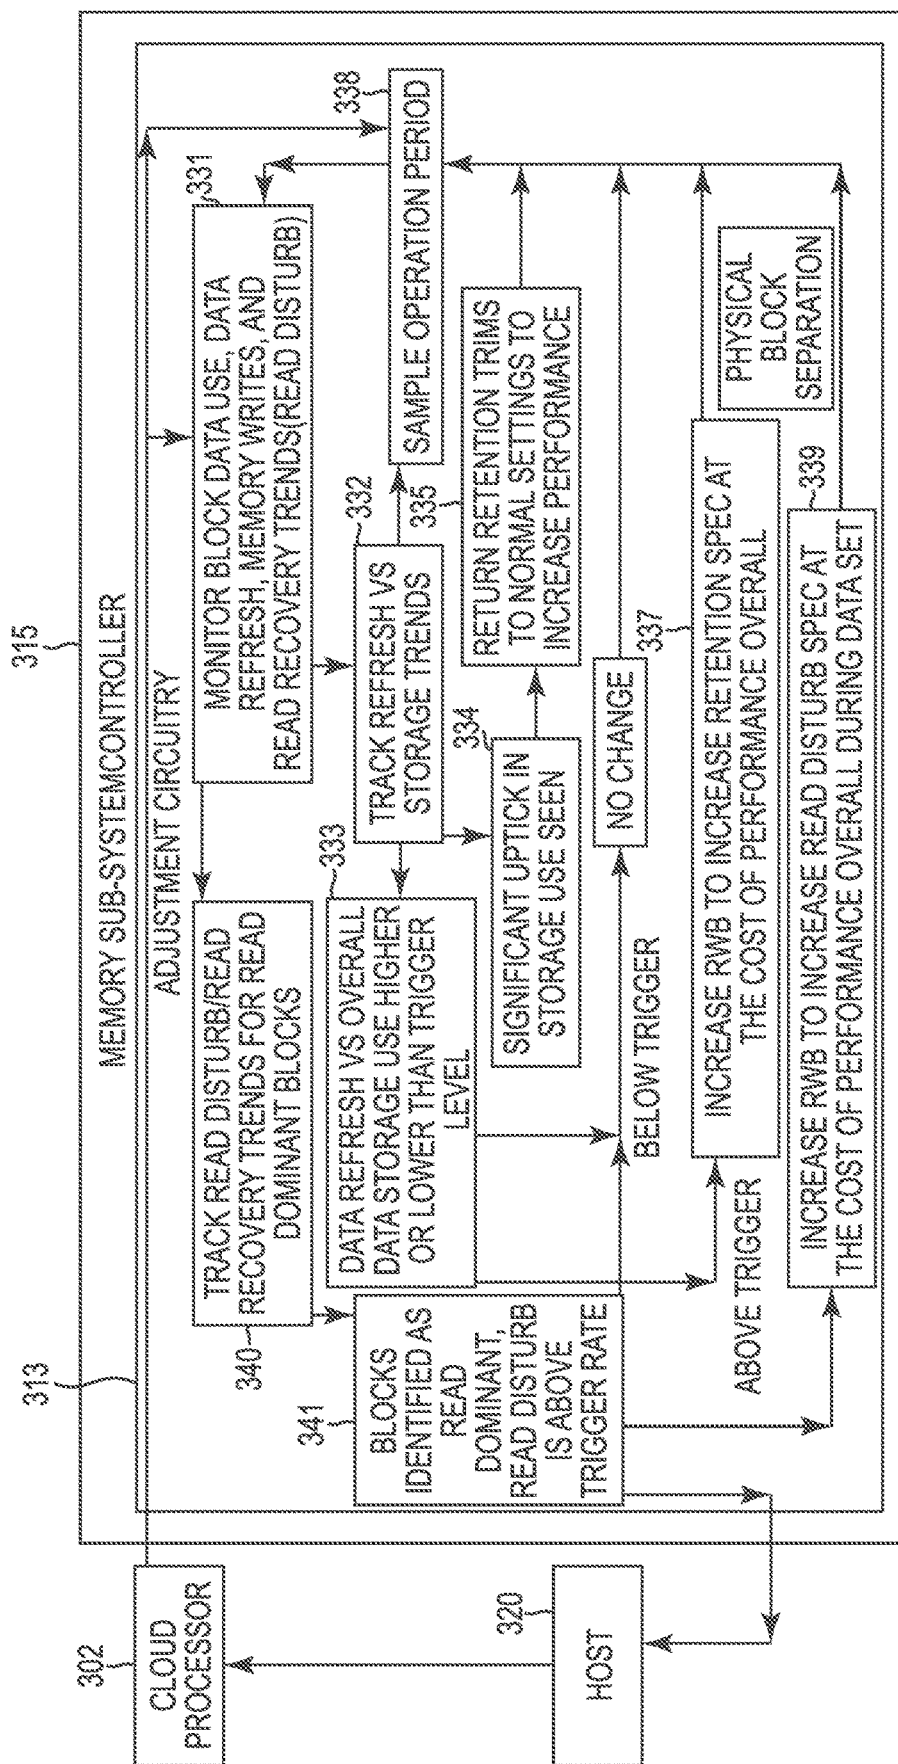 315
MEMORY SUB-SYSTEMCONTROLLER
313
ADJUSTMENT CIRCUITRY
302
CLOUD
PROCESSOR
320
HOST
331
MONITOR BLOCK DATA USE, DATA
REFRESH, MEMORY WRITES, AND
READ RECOVERY TRENDS(READ DISTURB)
338
SAMPLE OPERATION PERIOD
340
TRACK READ DISTURB/READ
RECOVERY TRENDS FOR READ
DOMINANT BLOCKS
332
TRACK REFRESH VS
STORAGE TRENDS
333
DATA REFRESH VS OVERALL
DATA STORAGE USE HIGHER
OR LOWER THAN TRIGGER
LEVEL
341
BLOCKS
IDENTIFIED AS
READ
DOMINANT,
READ DISTURB
IS ABOVE
TRIGGER RATE
334
SIGNIFICANT UPTICK IN
STORAGE USE SEEN
335
RETURN RETENTION TRIMS
TO NORMAL SETTINGS TO
INCREASE PERFORMANCE
BELOW TRIGGER
NO CHANGE
ABOVE TRIGGER
337
INCREASE RWB TO INCREASE RETENTION SPEC AT
THE COST OF PERFORMANCE OVERALL
PHYSICAL
BLOCK
SEPARATION
339
INCREASE RWB TO INCREASE READ DISTURB SPEC AT
THE COST OF PERFORMANCE OVERALL DURING DATA SET